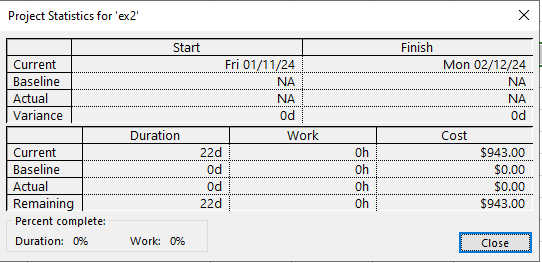 Project Statistics for 'ex2'
Start Finish
Current Fri 01/11/24 Mon 02/12/24
Baseline NA NA
Actual NA NA
Variance 0d 0d
Duration Work Cost
Current 22d 0h $943.00
Baseline 0d 0h $0.00
Actual 0d 0h $0.00
Remaining 22d 0h $943.00
Percent complete:
Duration: 0% Work: 0% Close